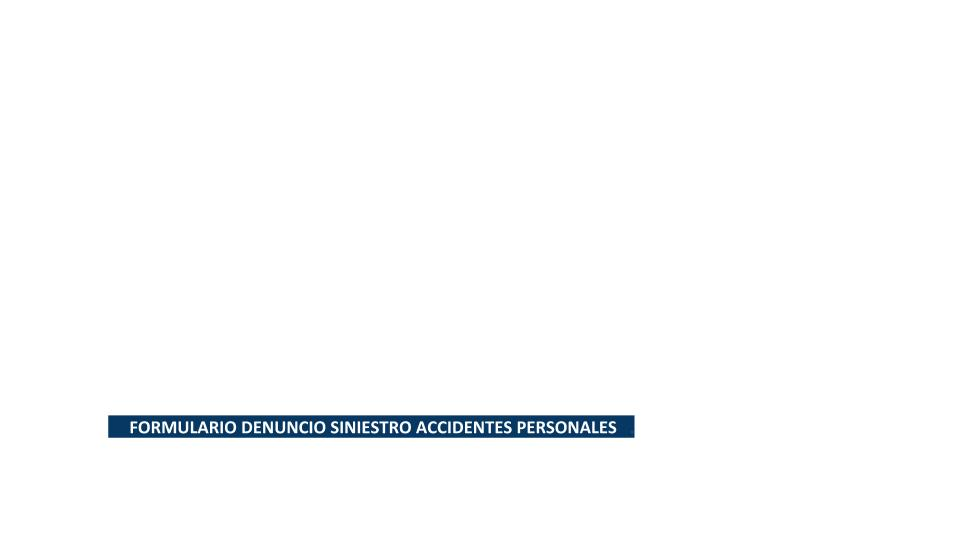 FORMULARIO DENUNCIO SINIESTRO ACCIDENTES PERSONALES